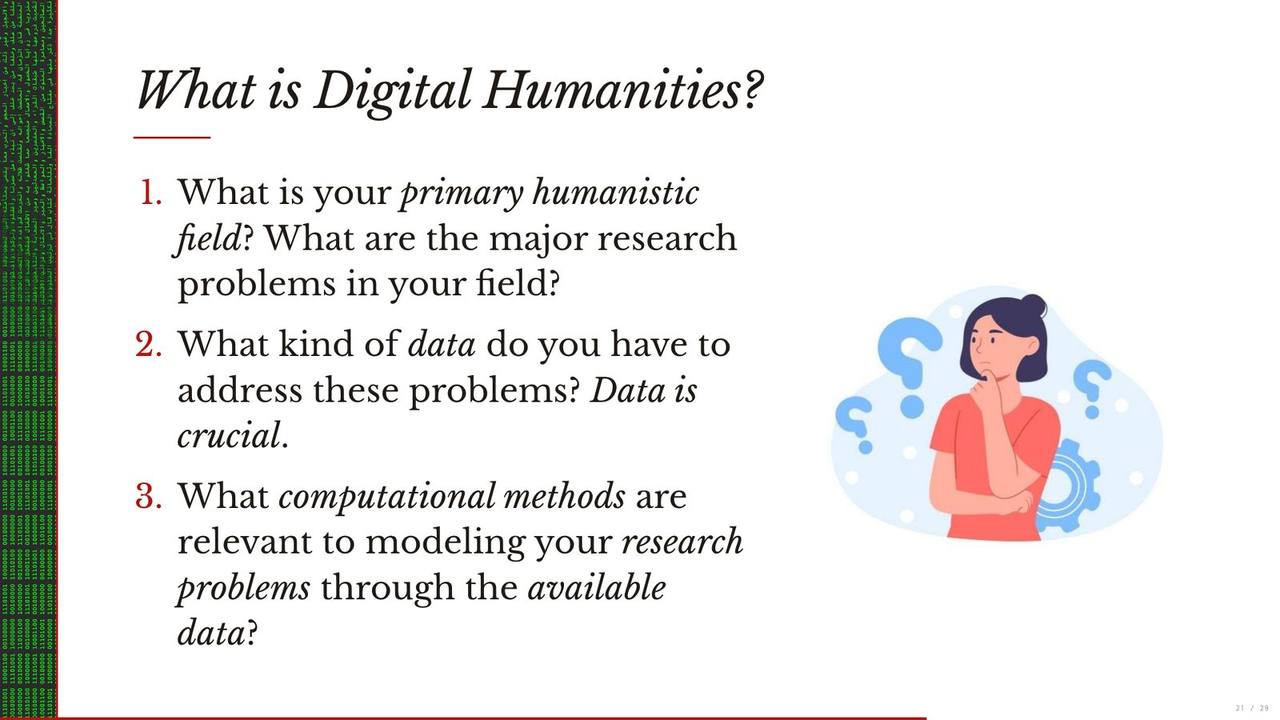 What is Digital Humanities?
1. What is your primary humanistic
field? What are the major research
problems in your field?
2. What kind of data do you have to
address these problems? Data is
crucial.
3. What computational methods are
relevant to modeling your research
problems through the available
data?
21 / 29